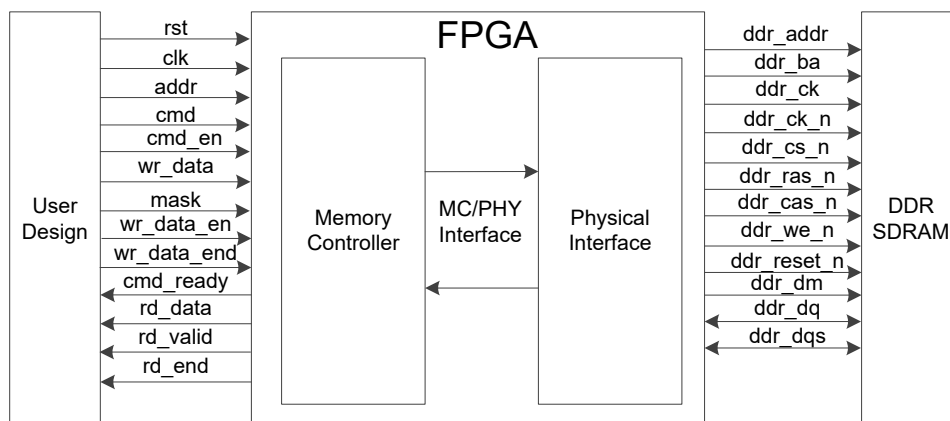 FPGA
rst
clk
addr
cmd
cmd_en
wr_data
mask
wr_data_en
wr_data_end
cmd_ready
rd_data
rd_valid
rd_end
User
Design
Memory
Controller
MC/PHY
Interface
Physical
Interface
ddr_addr
ddr_ba
ddr_ck
ddr_ck_n
ddr_cs_n
ddr_ras_n
ddr_cas_n
ddr_we_n
ddr_reset_n
ddr_dm
ddr_dq
ddr_dqs
DDR
SDRAM